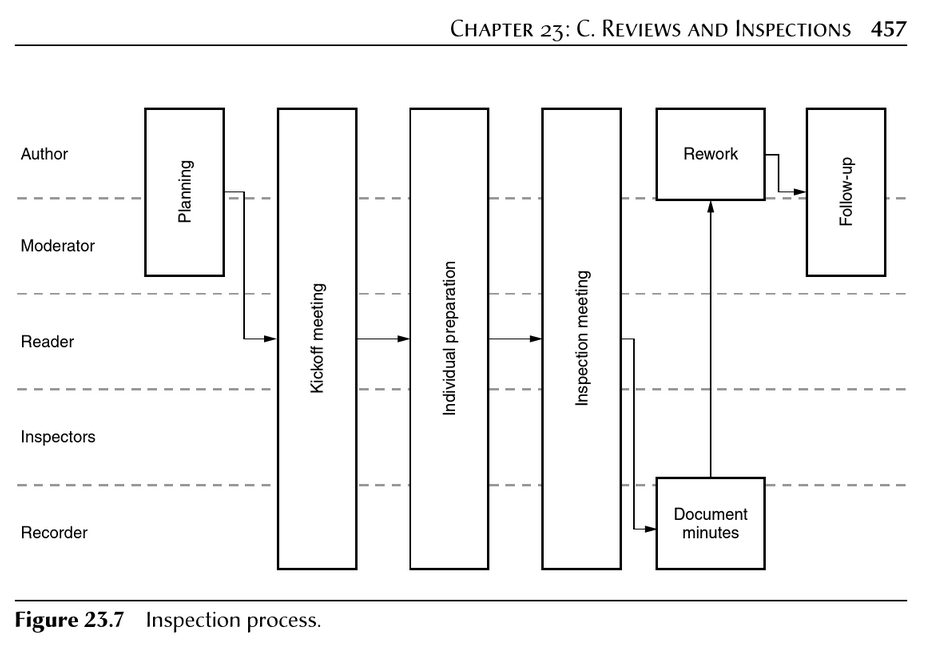 CHAPTER 23: C. REVIEWS AND INSPECTIONS 457
Author
Moderator
Reader
Inspectors
Recorder
Planning
Kickoff meeting
Individual preparation
Inspection meeting
Rework
Document
minutes
Follow-up
Figure 23.7 Inspection process.